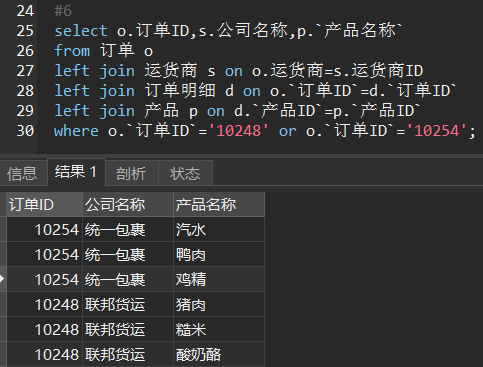 24 #6
25 select o.订单ID,s.公司名称,p.`产品名称`
26 from 订单 o
27 left join 运货商 s on o.运货商=s.运货商ID
28 left join 订单明细 d on o.`订单ID`=d.`订单ID`
29 left join 产品 p on d.`产品ID`=p.`产品ID`
30 where o.`订单ID`='10248' or o.`订单ID`='10254';
信息 结果 1 剖析 状态
订单ID 公司名称 产品名称
10254 统一包裹 汽水
10254 统一包裹 鸭肉
10254 统一包裹 鸡精
10248 联邦货运 猪肉
10248 联邦货运 糙米
10248 联邦货运 酸奶酪